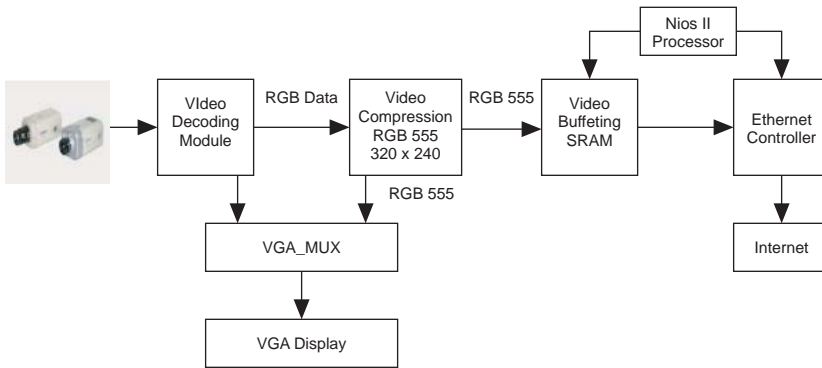 Nios II
Processor
VIdeo
Decoding
Module
RGB Data
Video
Compression
RGB 555
320 x 240
RGB 555
Video
Buffeting
SRAM
Ethernet
Controller
RGB 555
VGA_MUX
Internet
VGA Display